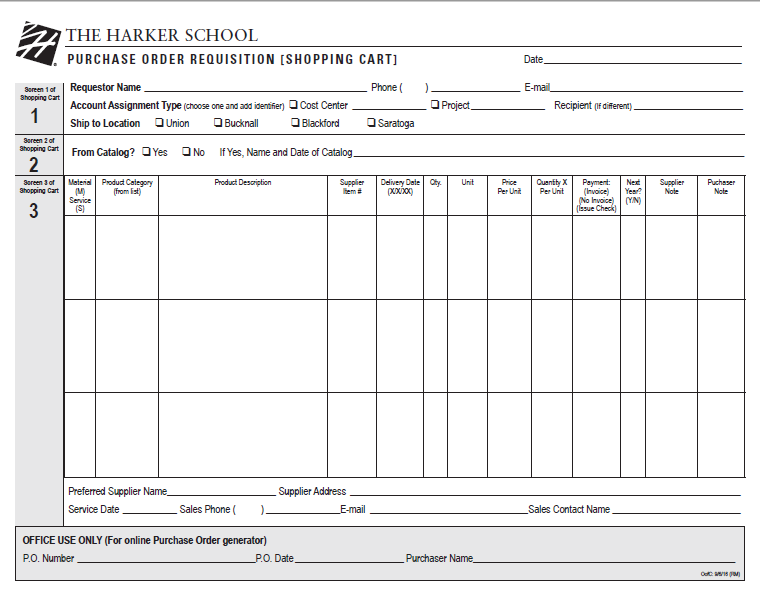 THE HARKER SCHOOL
PURCHASE ORDER REQUISITION [SHOPPING CART]
Date
Screen 1 of
Shopping Cart
1
Requestor Name Phone ( ) E-mail
Account Assignment Type (choose one and add identifier) ❏ Cost Center ❏ Project Recipient (if different)
Ship to Location ❏ Union ❏ Bucknall ❏ Blackford ❏ Saratoga
Screen 2 of
Shopping Cart
2
From Catalog? ❏ Yes ❏ No If Yes, Name and Date of Catalog
Screen 3 of
Shopping Cart
3
Material
(M)
Service
(S)
Product Category
(from list)
Product Description
Supplier
Item #
Delivery Date
(X/X/XX)
Qty.
Unit
Price
Per Unit
Quantity X
Per Unit
Payment:
(Invoice)
(No Invoice)
(Issue Check)
Next
Year?
(Y/N)
Supplier
Note
Puchaser
Note
Preferred Supplier Name Supplier Address
Service Date Sales Phone ( ) E-mail Sales Contact Name
OFFICE USE ONLY (For online Purchase Order generator)
P.O. Number P.O. Date Purchaser Name
(RM)